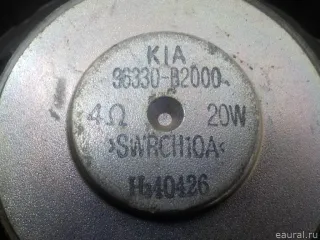 KIA
96330-B2000
4Ω 20W
>SWRCH10A<
Hb40426
eaural.ru